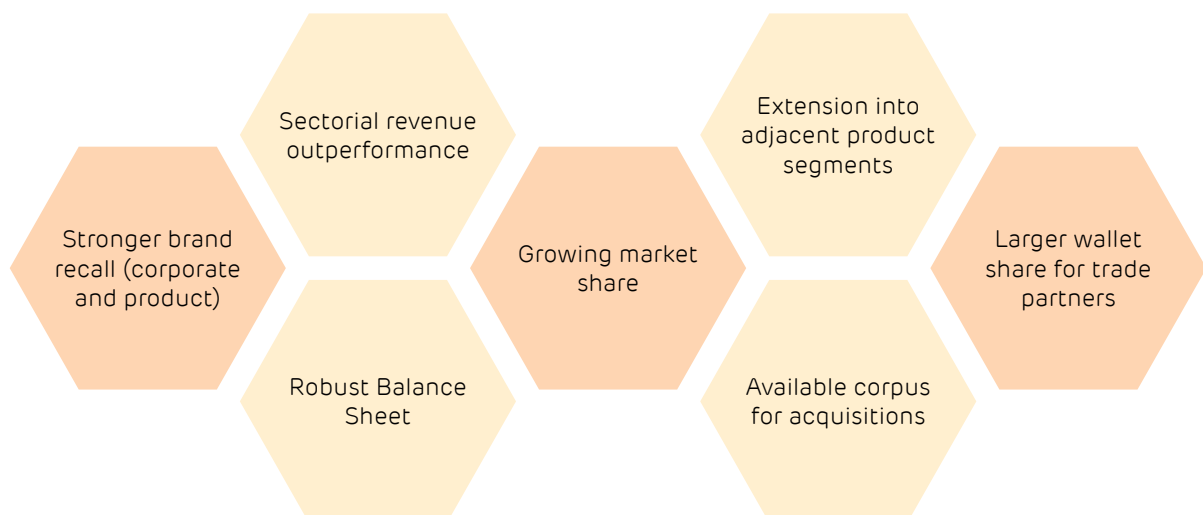 Stronger brand
recall (corporate
and product)
Sectorial revenue
outperformance
Robust Balance
Sheet
Growing market
share
Extension into
adjacent product
segments
Available corpus
for acquisitions
Larger wallet
share for trade
partners